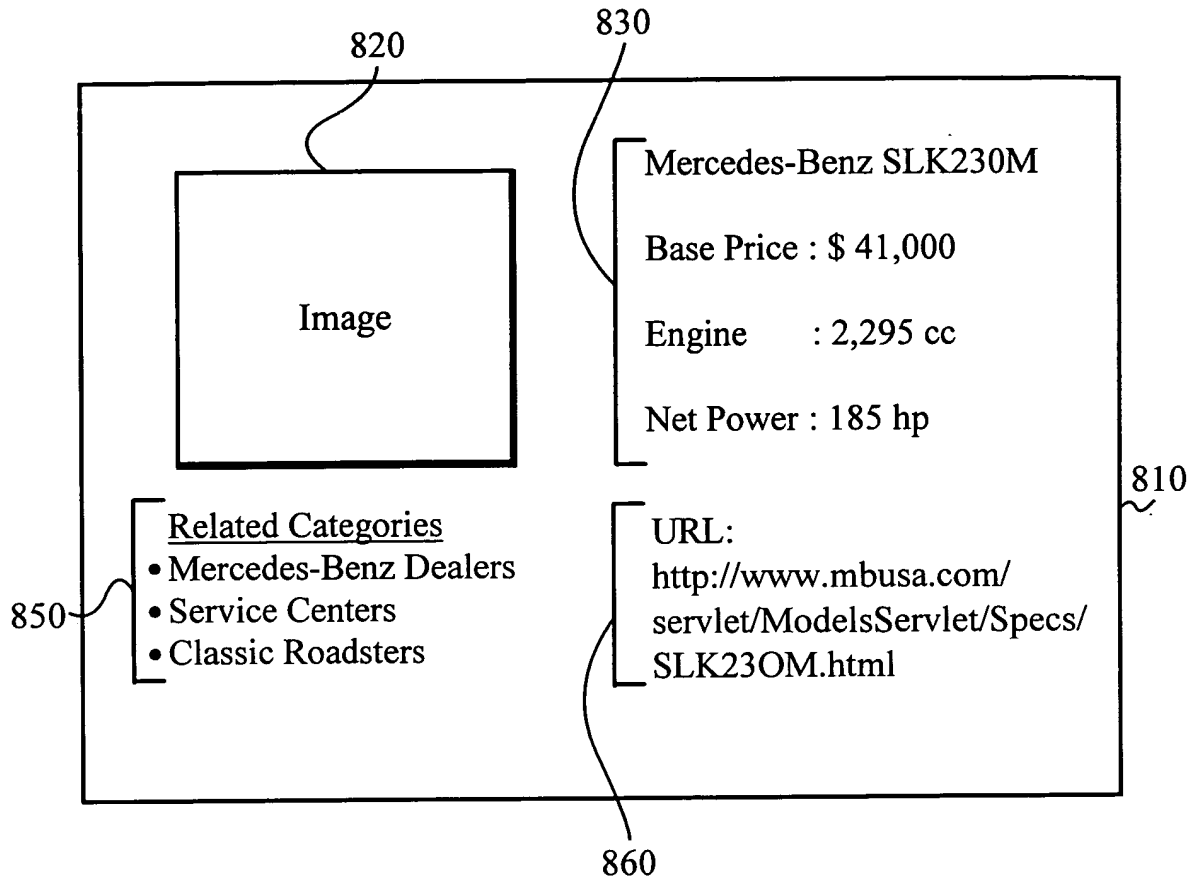 820
830
Image
Mercedes-Benz SLK230M
Base Price : $ 41,000
Engine : 2,295 cc
Net Power : 185 hp
810
850
Related Categories
• Mercedes-Benz Dealers
• Service Centers
• Classic Roadsters
URL:
http://www.mbusa.com/
servlet/ModelsServlet/Specs/
SLK23OM.html
860